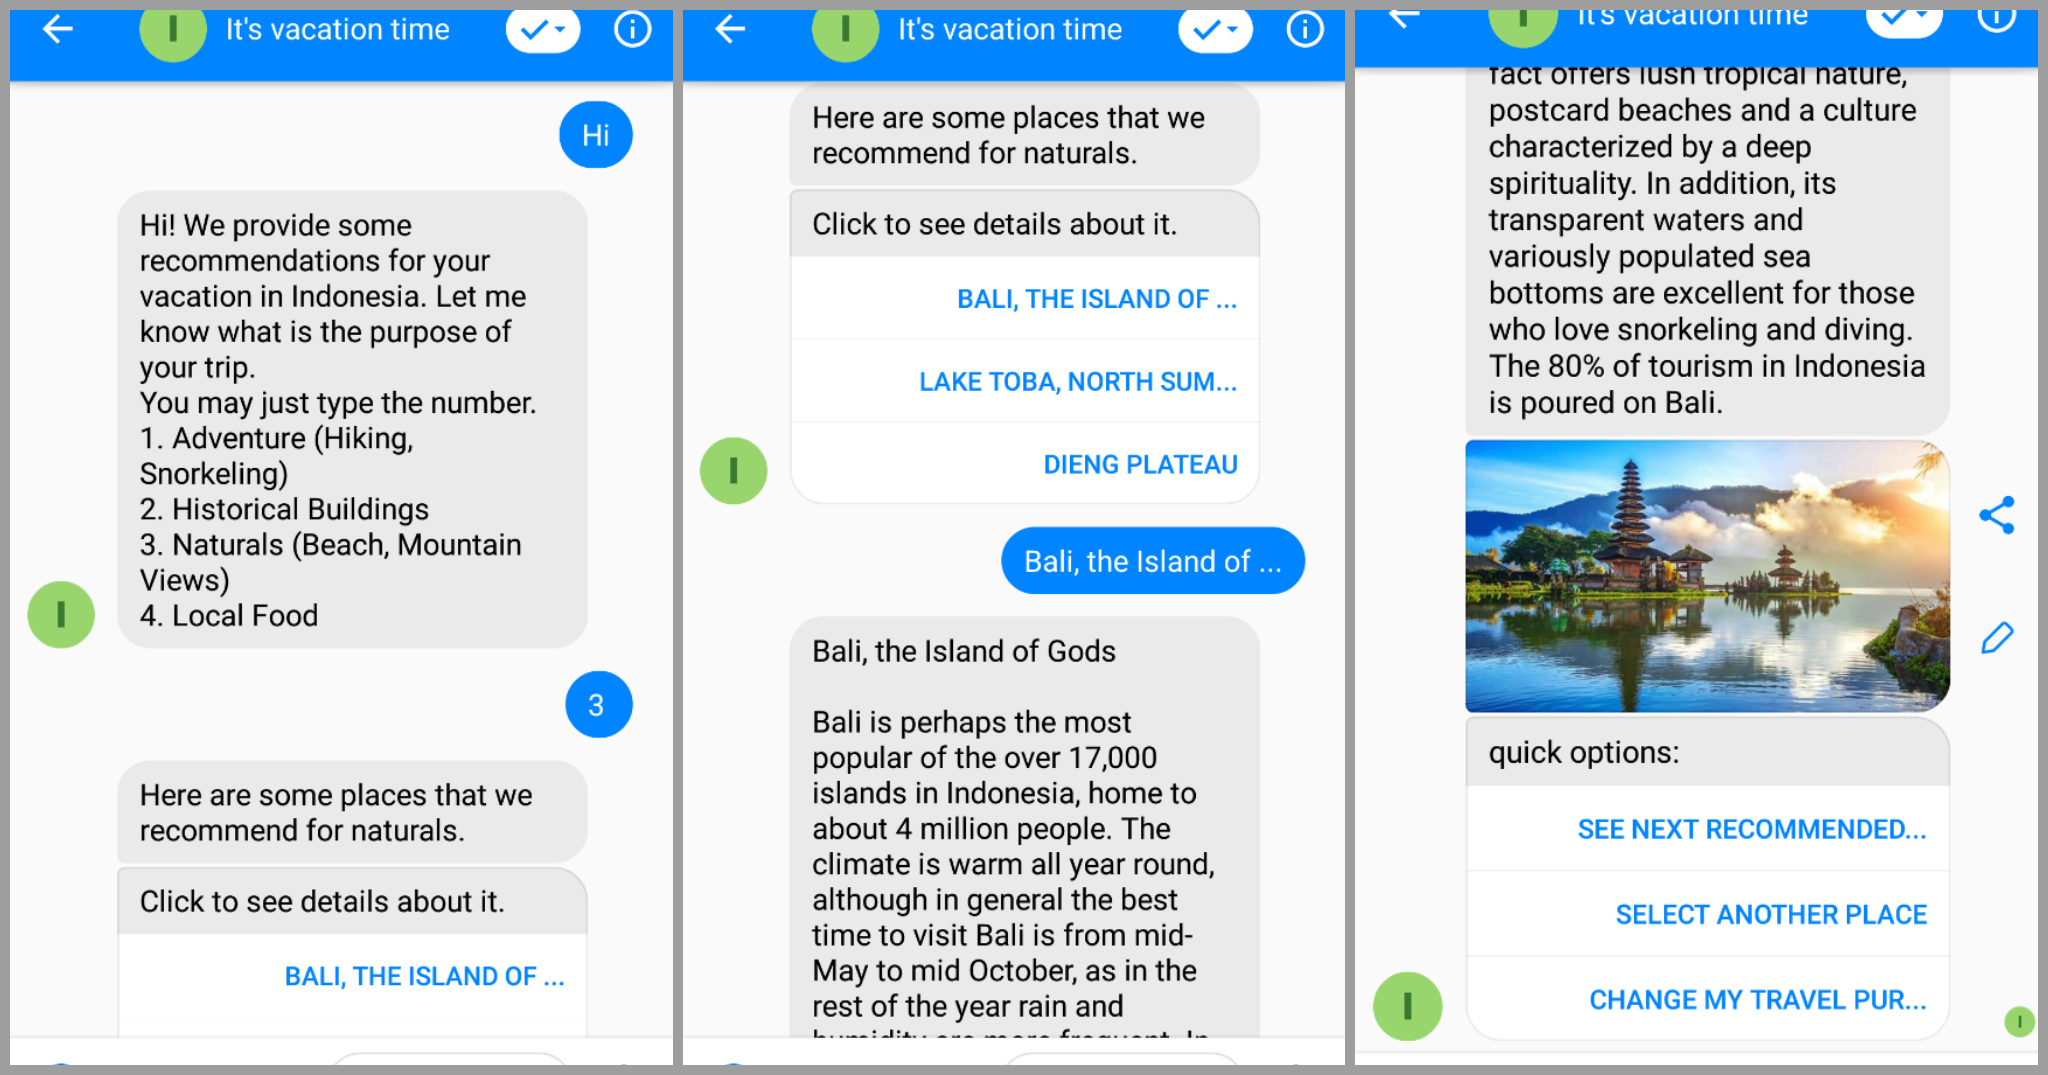 I
It's vacation time
Hi
Hi! We provide some
recommendations for your
vacation in Indonesia. Let me
know what is the purpose of
your trip.
You may just type the number.
1. Adventure (Hiking,
Snorkeling)
2. Historical Buildings
3. Naturals (Beach, Mountain
Views)
4. Local Food
I
3
Here are some places that we
recommend for naturals.
Click to see details about it.
BALI, THE ISLAND OF ...
I
It's vacation time
Here are some places that we
recommend for naturals.
Click to see details about it.
BALI, THE ISLAND OF ...
LAKE TOBA, NORTH SUM...
DIENG PLATEAU
I
Bali, the Island of ...
Bali, the Island of Gods
Bali is perhaps the most
popular of the over 17,000
islands in Indonesia, home to
about 4 million people. The
climate is warm all year round,
although in general the best
time to visit Bali is from mid-
May to mid October, as in the
rest of the year rain and
humidity are more frequent. In
I
It's vacation time
fact offers lush tropical nature,
postcard beaches and a culture
characterized by a deep
spirituality. In addition, its
transparent waters and
variously populated sea
bottoms are excellent for those
who love snorkeling and diving.
The 80% of tourism in Indonesia
is poured on Bali.
quick options:
SEE NEXT RECOMMENDED...
SELECT ANOTHER PLACE
CHANGE MY TRAVEL PUR...
I
I